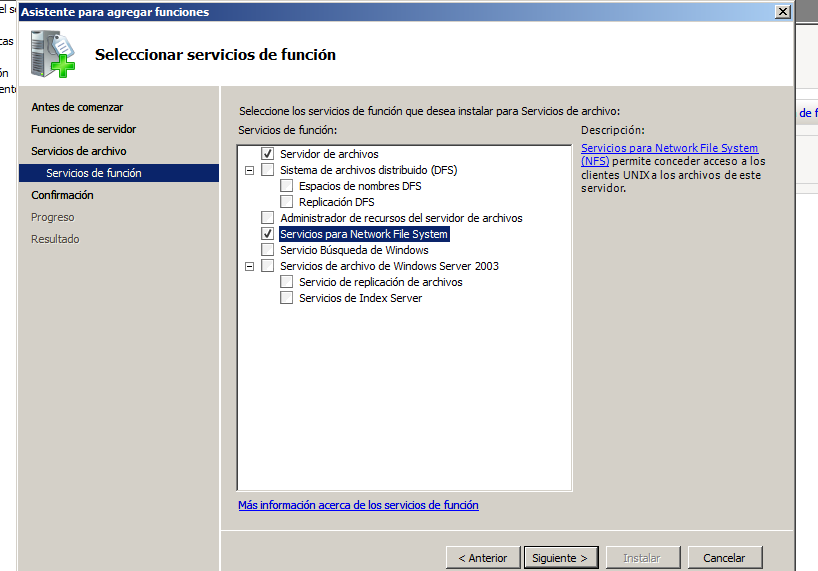 Asistente para agregar funciones
Seleccionar servicios de función
Antes de comenzar
Funciones de servidor
Servicios de archivo
Servicios de función
Confirmación
Progreso
Resultado
Seleccione los servicios de función que desea instalar para Servicios de archivo:
Servicios de función:
Servidor de archivos
Sistema de archivos distribuido (DFS)
Espacios de nombres DFS
Replicación DFS
Administrador de recursos del servidor de archivos
Servicios para Network File System
Servicio Búsqueda de Windows
Servicios de archivo de Windows Server 2003
Servicio de replicación de archivos
Servicios de Index Server
Más información acerca de los servicios de función
Descripción:
Servicios para Network File System
(NFS) permite conceder acceso a los
clientes UNIX a los archivos de este
servidor.
< Anterior
Siguiente >
Instalar
Cancelar